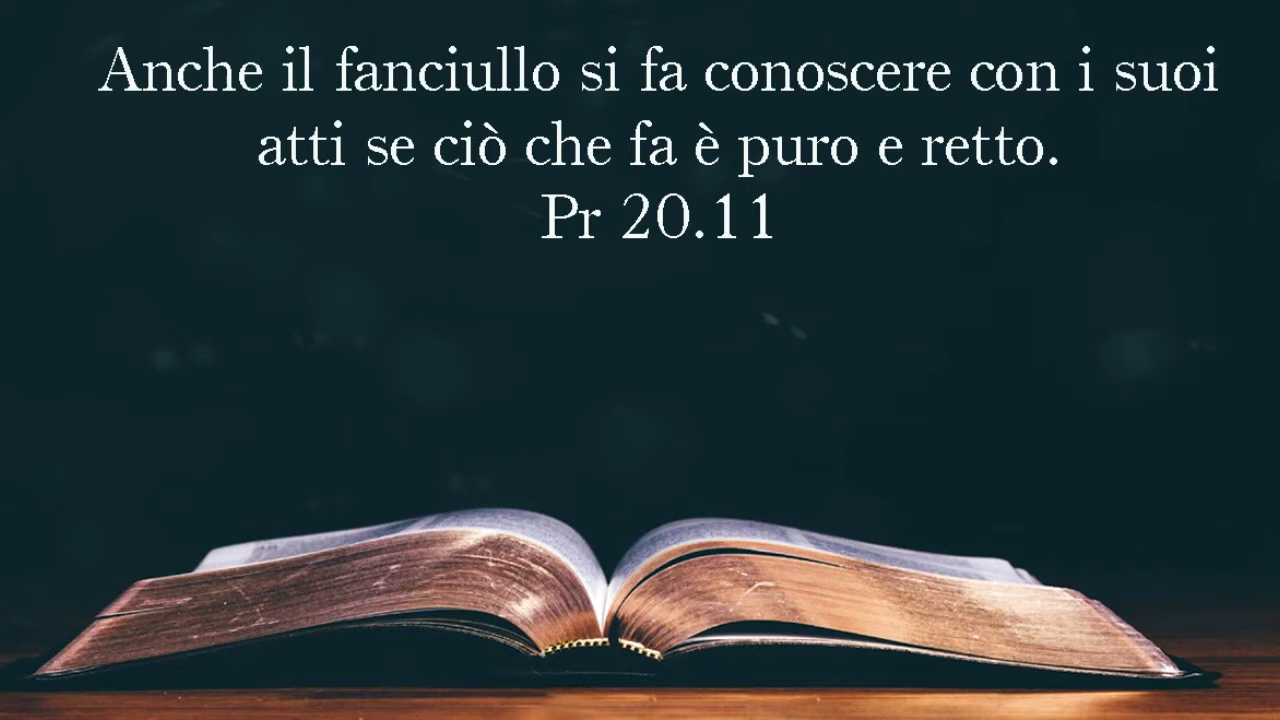 Anche il fanciullo si fa conoscere con i suoi
atti se ciò che fa è puro e retto.
Pr 20.11